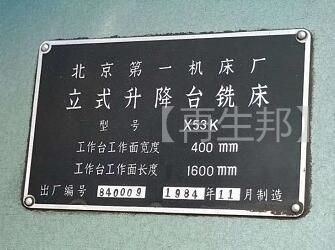 北京第一机床厂
立式升降台铣床
型号 X53K
工作台工作面宽度 400 mm
工作台工作面长度 1600 mm
出厂编号 840009 1984年11月制造
【再生邦】